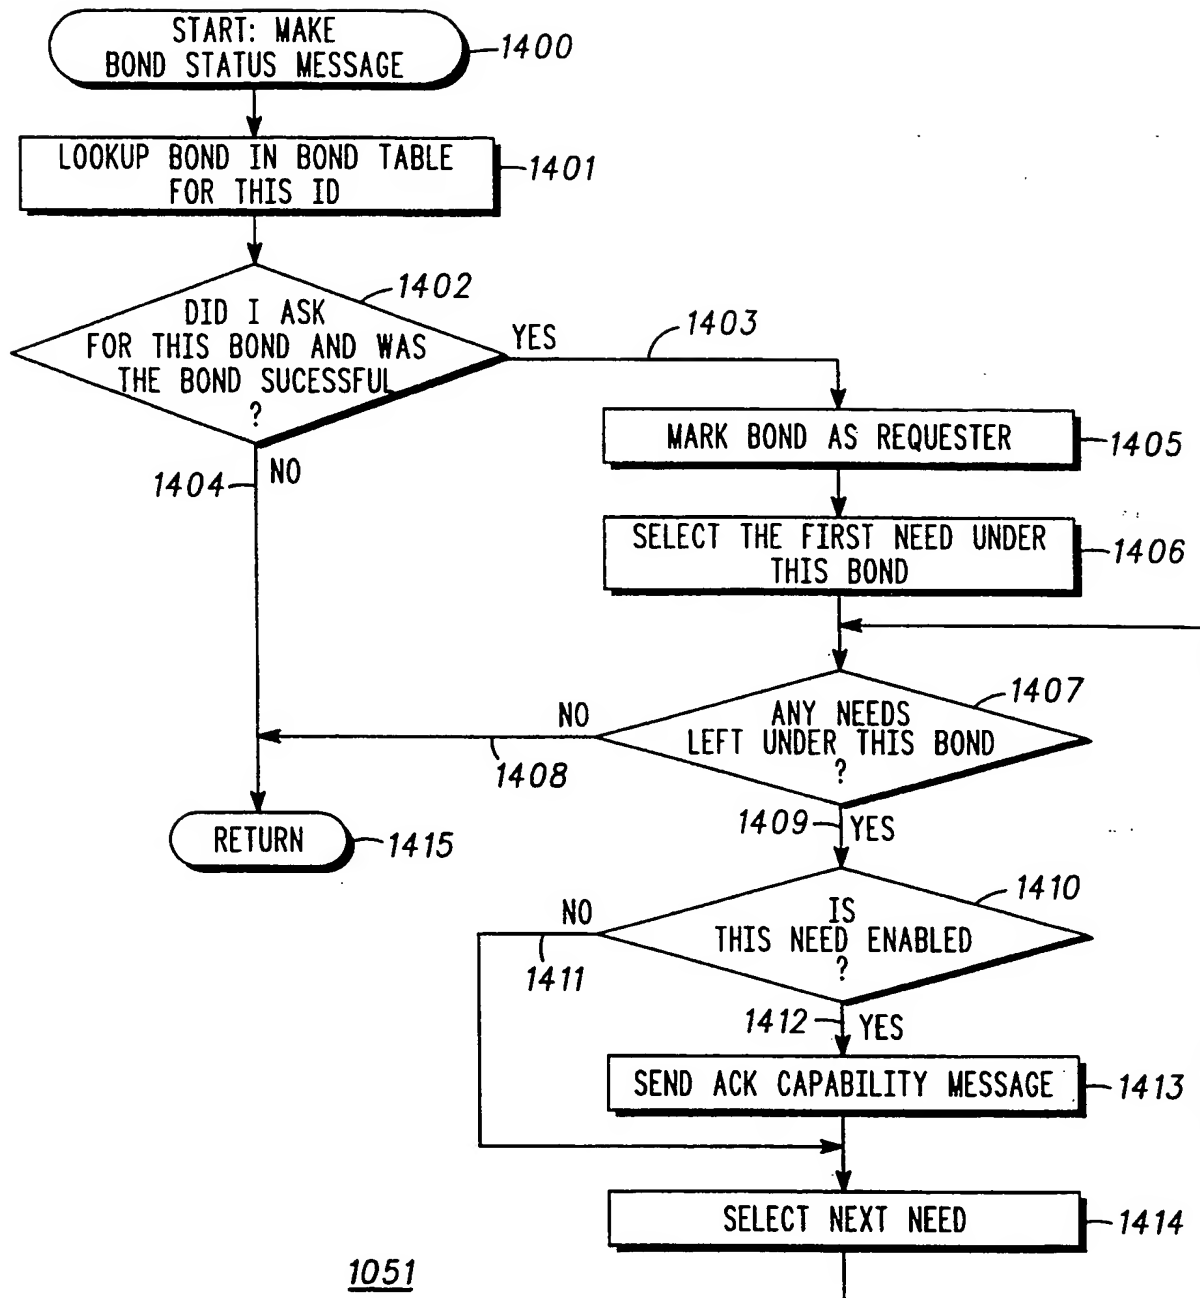 START: MAKE
BOND STATUS MESSAGE
1400
LOOKUP BOND IN BOND TABLE
FOR THIS ID
1401
1402
DID I ASK
FOR THIS BOND AND WAS
THE BOND SUCESSFUL
?
YES
1403
1404
NO
MARK BOND AS REQUESTER
1405
SELECT THE FIRST NEED UNDER
THIS BOND
1406
1407
ANY NEEDS
LEFT UNDER THIS BOND
?
NO
1408
RETURN
1415
1409
YES
1410
IS
THIS NEED ENABLED
?
NO
1411
1412
YES
SEND ACK CAPABILITY MESSAGE
1413
SELECT NEXT NEED
1414
1051